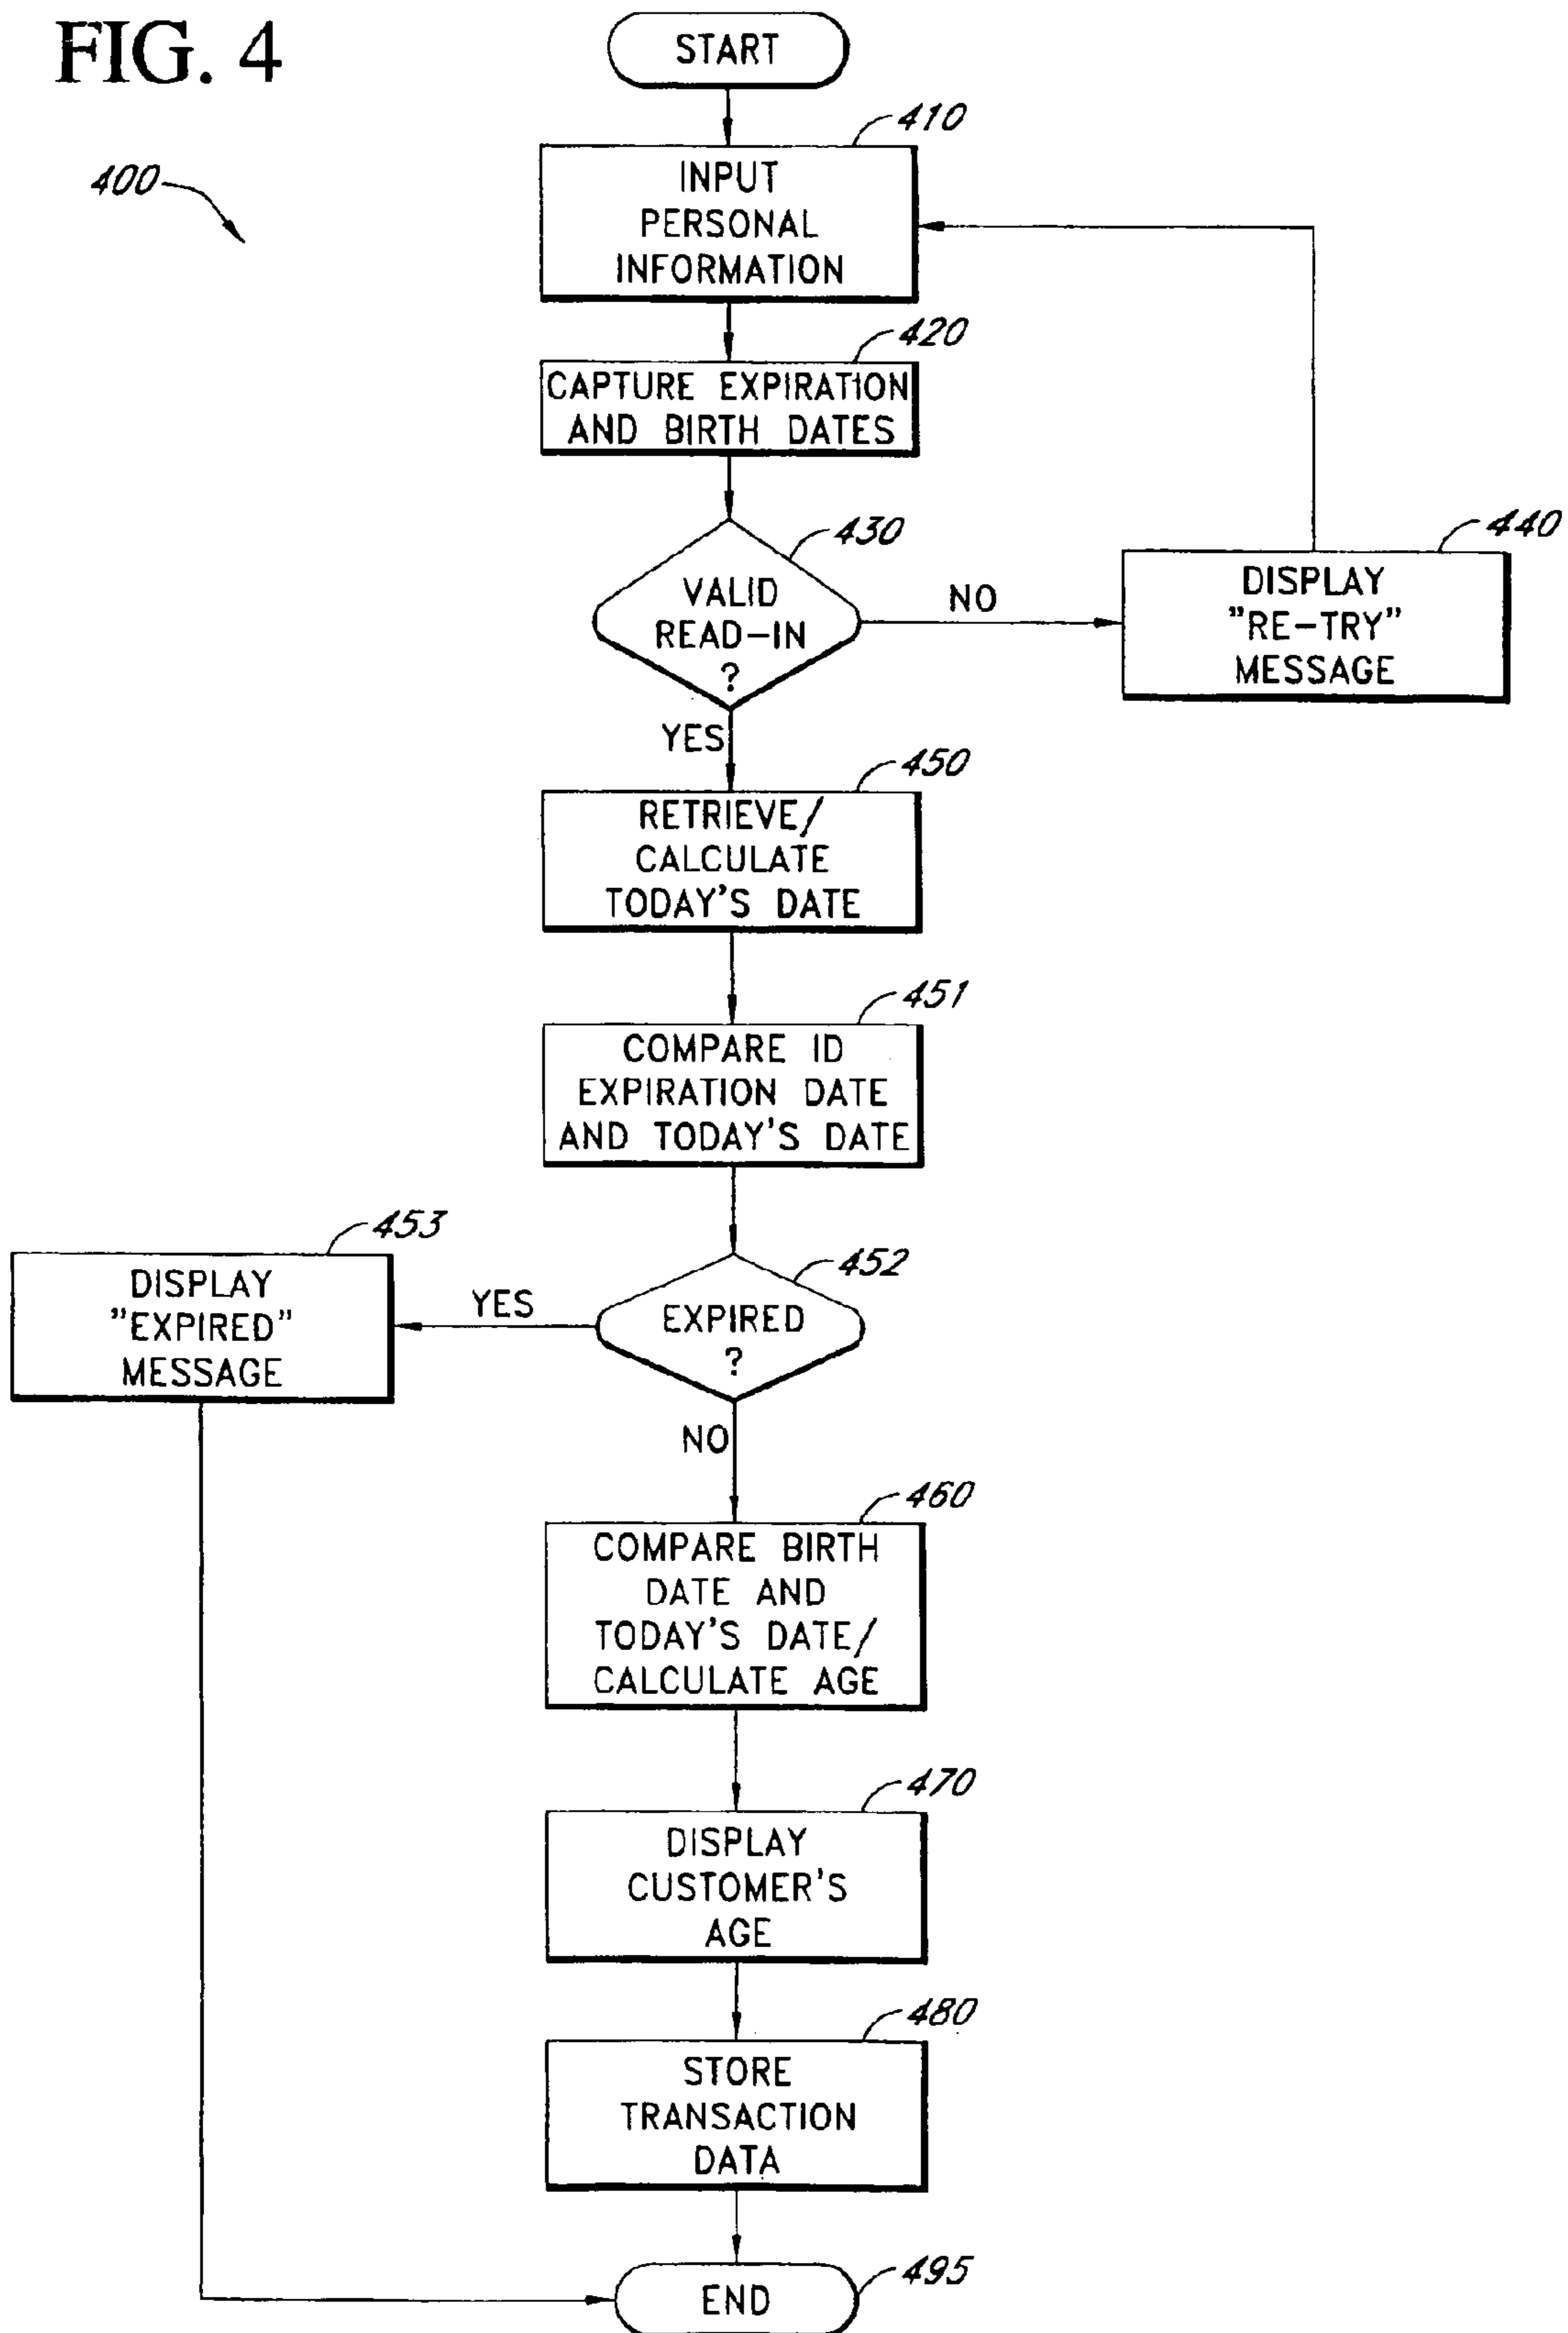 FIG. 4
START
400
410
INPUT
PERSONAL
INFORMATION
420
CAPTURE EXPIRATION
AND BIRTH DATES
430
VALID
READ-IN
?
NO
440
DISPLAY
"RE-TRY"
MESSAGE
YES
450
RETRIEVE/
CALCULATE
TODAY'S DATE
451
COMPARE ID
EXPIRATION DATE
AND TODAY'S DATE
452
EXPIRED
?
YES
453
DISPLAY
"EXPIRED"
MESSAGE
NO
460
COMPARE BIRTH
DATE AND
TODAY'S DATE/
CALCULATE AGE
470
DISPLAY
CUSTOMER'S
AGE
480
STORE
TRANSACTION
DATA
END
495